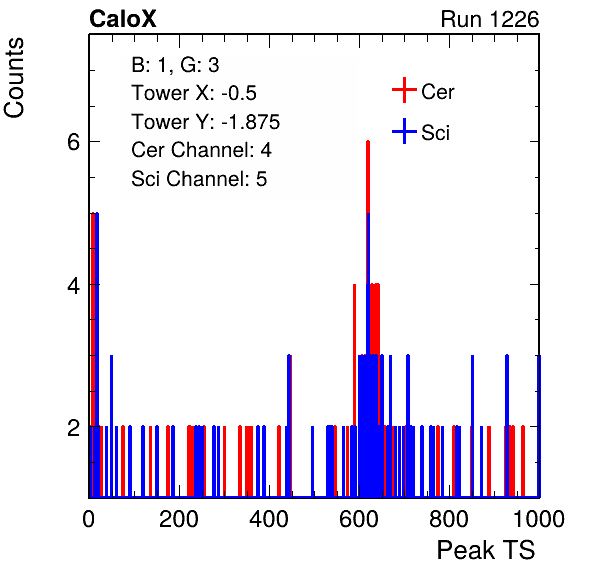 CaloX Run 1226
Counts
B: 1, G: 3
Tower X: -0.5
Tower Y: -1.875
Cer Channel: 4
Sci Channel: 5
Cer
Sci
6
4
2
0 200 400 600 800 1000
Peak TS